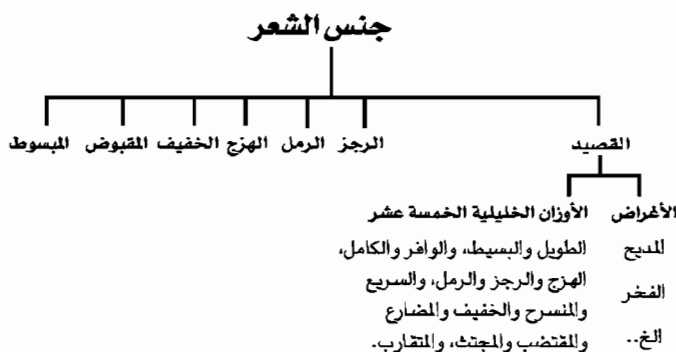 جنس الشعر
القصيد الرجز الرمل الهزج الخفيف المقبوض المبسوط
الأغراض الأوزان الخليلية الخمسة عشر
المديح الطويل والبسيط، والوافر والكامل،
الفخر الهزج والرجز والرمل، والسريع
والمنسرح والخفيف والمضارع
الخ.. والمقتضب والمجتث، والمتقارب.